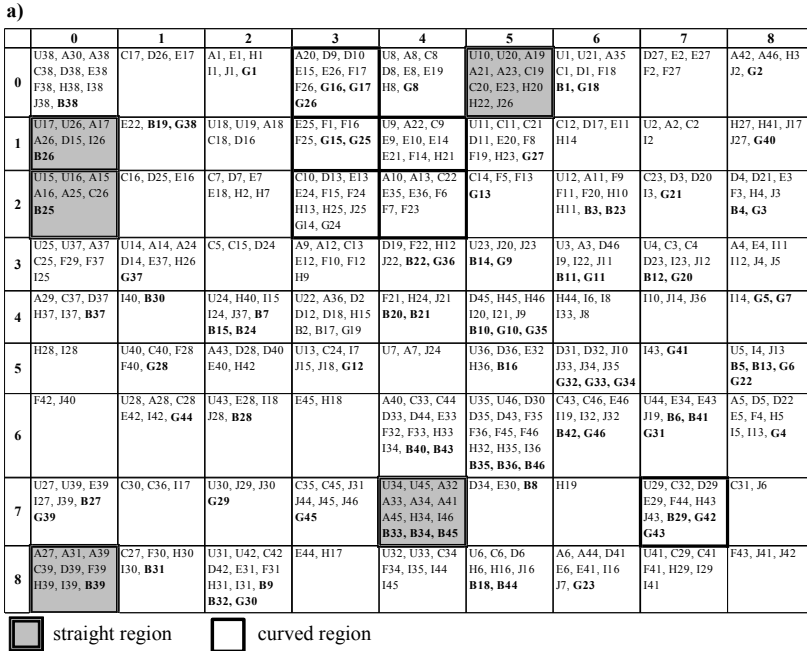 a)
0 1 2 3 4 5 6 7 8
0
U38, A30, A38
C38, D38, E38
F38, H38, I38
J38, B38
C17, D26, E17
A1, E1, H1
I1, J1, G1
A20, D9, D10
E15, E26, F17
F26, G16, G17
G26
U8, A8, C8
D8, E8, E19
H8, G8
U10, U20, A19
A21, A23, C19
C20, E23, H20
H22, J26
U1, U21, A35
C1, D1, F18
B1, G18
D27, E2, E27
F2, F27
A42, A46, H3
J2, G2
1
U17, U26, A17
A26, D15, I26
B26
E22, B19, G38
U18, U19, A18
C18, D16
E25, F1, F16
F25, G15, G25
U9, A22, C9
E9, E10, E14
E21, F14, H21
U11, C11, C21
D11, E20, F8
F19, H23, G27
C12, D17, E11
H14
U2, A2, C2
I2
H27, H41, J17
J27, G40
2
U15, U16, A15
A16, A25, C26
B25
C16, D25, E16
C7, D7, E7
E18, H2, H7
C10, D13, E13
E24, F15, F24
H13, H25, J25
G14, G24
A10, A13, C22
E35, E36, F6
F7, F23
C14, F5, F13
G13
U12, A11, F9
F11, F20, H10
H11, B3, B23
C23, D3, D20
I3, G21
D4, D21, E3
F3, H4, J3
B4, G3
3
U25, U37, A37
C25, F29, F37
I25
U14, A14, A24
D14, E37, H26
G37
C5, C15, D24
A9, A12, C13
E12, F10, F12
H9
D19, F22, H12
J22, B22, G36
U23, J20, J23
B14, G9
U3, A3, D46
I9, I22, J11
B11, G11
U4, C3, C4
D23, I23, J12
B12, G20
A4, E4, I11
I12, J4, J5
4
A29, C37, D37
H37, I37, B37
I40, B30
U24, H40, I15
I24, J37, B7
B15, B24
U22, A36, D2
D12, D18, H15
B2, B17, G19
F21, H24, J21
B20, B21
D45, H45, H46
I20, I21, J9
B10, G10, G35
H44, I6, I8
I33, J8
I10, J14, J36
I14, G5, G7
5
H28, I28
U40, C40, F28
F40, G28
A43, D28, D40
E40, H42
U13, C24, I7
J15, J18, G12
U7, A7, J24
U36, D36, E32
H36, B16
D31, D32, J10
J33, J34, J35
G32, G33, G34
I43, G41
U5, I4, J13
B5, B13, G6
G22
6
F42, J40
U28, A28, C28
E42, I42, G44
U43, E28, I18
J28, B28
E45, H18
A40, C33, C44
D33, D44, E33
F32, F33, H33
I34, B40, B43
U35, U46, D30
D35, D43, F35
F36, F45, F46
H32, H35, I36
B35, B36, B46
C43, C46, E46
I19, I32, J32
B42, G46
U44, E34, E43
J19, B6, B41
G31
A5, D5, D22
E5, F4, H5
I5, I13, G4
7
U27, U39, E39
I27, J39, B27
G39
C30, C36, I17
U30, J29, J30
G29
C35, C45, J31
J44, J45, J46
G45
U34, U45, A32
A33, A34, A41
A45, H34, I46
B33, B34, B45
D34, E30, B8
H19
U29, C32, D29
E29, F44, H43
J43, B29, G42
G43
C31, J6
8
A27, A31, A39
C39, D39, F39
H39, I39, B39
C27, F30, H30
I30, B31
U31, U42, C42
D42, E31, F31
H31, I31, B9
B32, G30
E44, H17
U32, U33, C34
F34, I35, I44
I45
U6, C6, D6
H6, H16, J16
B18, B44
A6, A44, D41
E6, E41, I16
J7, G23
U41, C29, C41
F41, H29, I29
I41
F43, J41, J42
straight region curved region